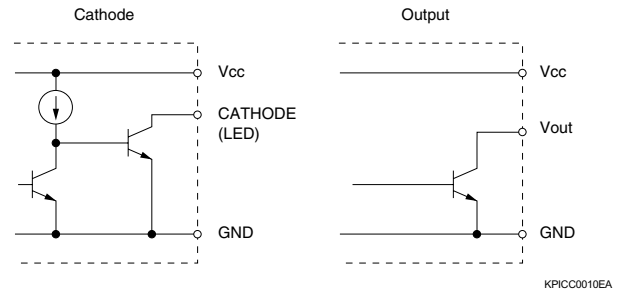 Cathode
Output
Vcc
CATHODE
(LED)
GND
Vcc
Vout
GND
KPICC0010EA